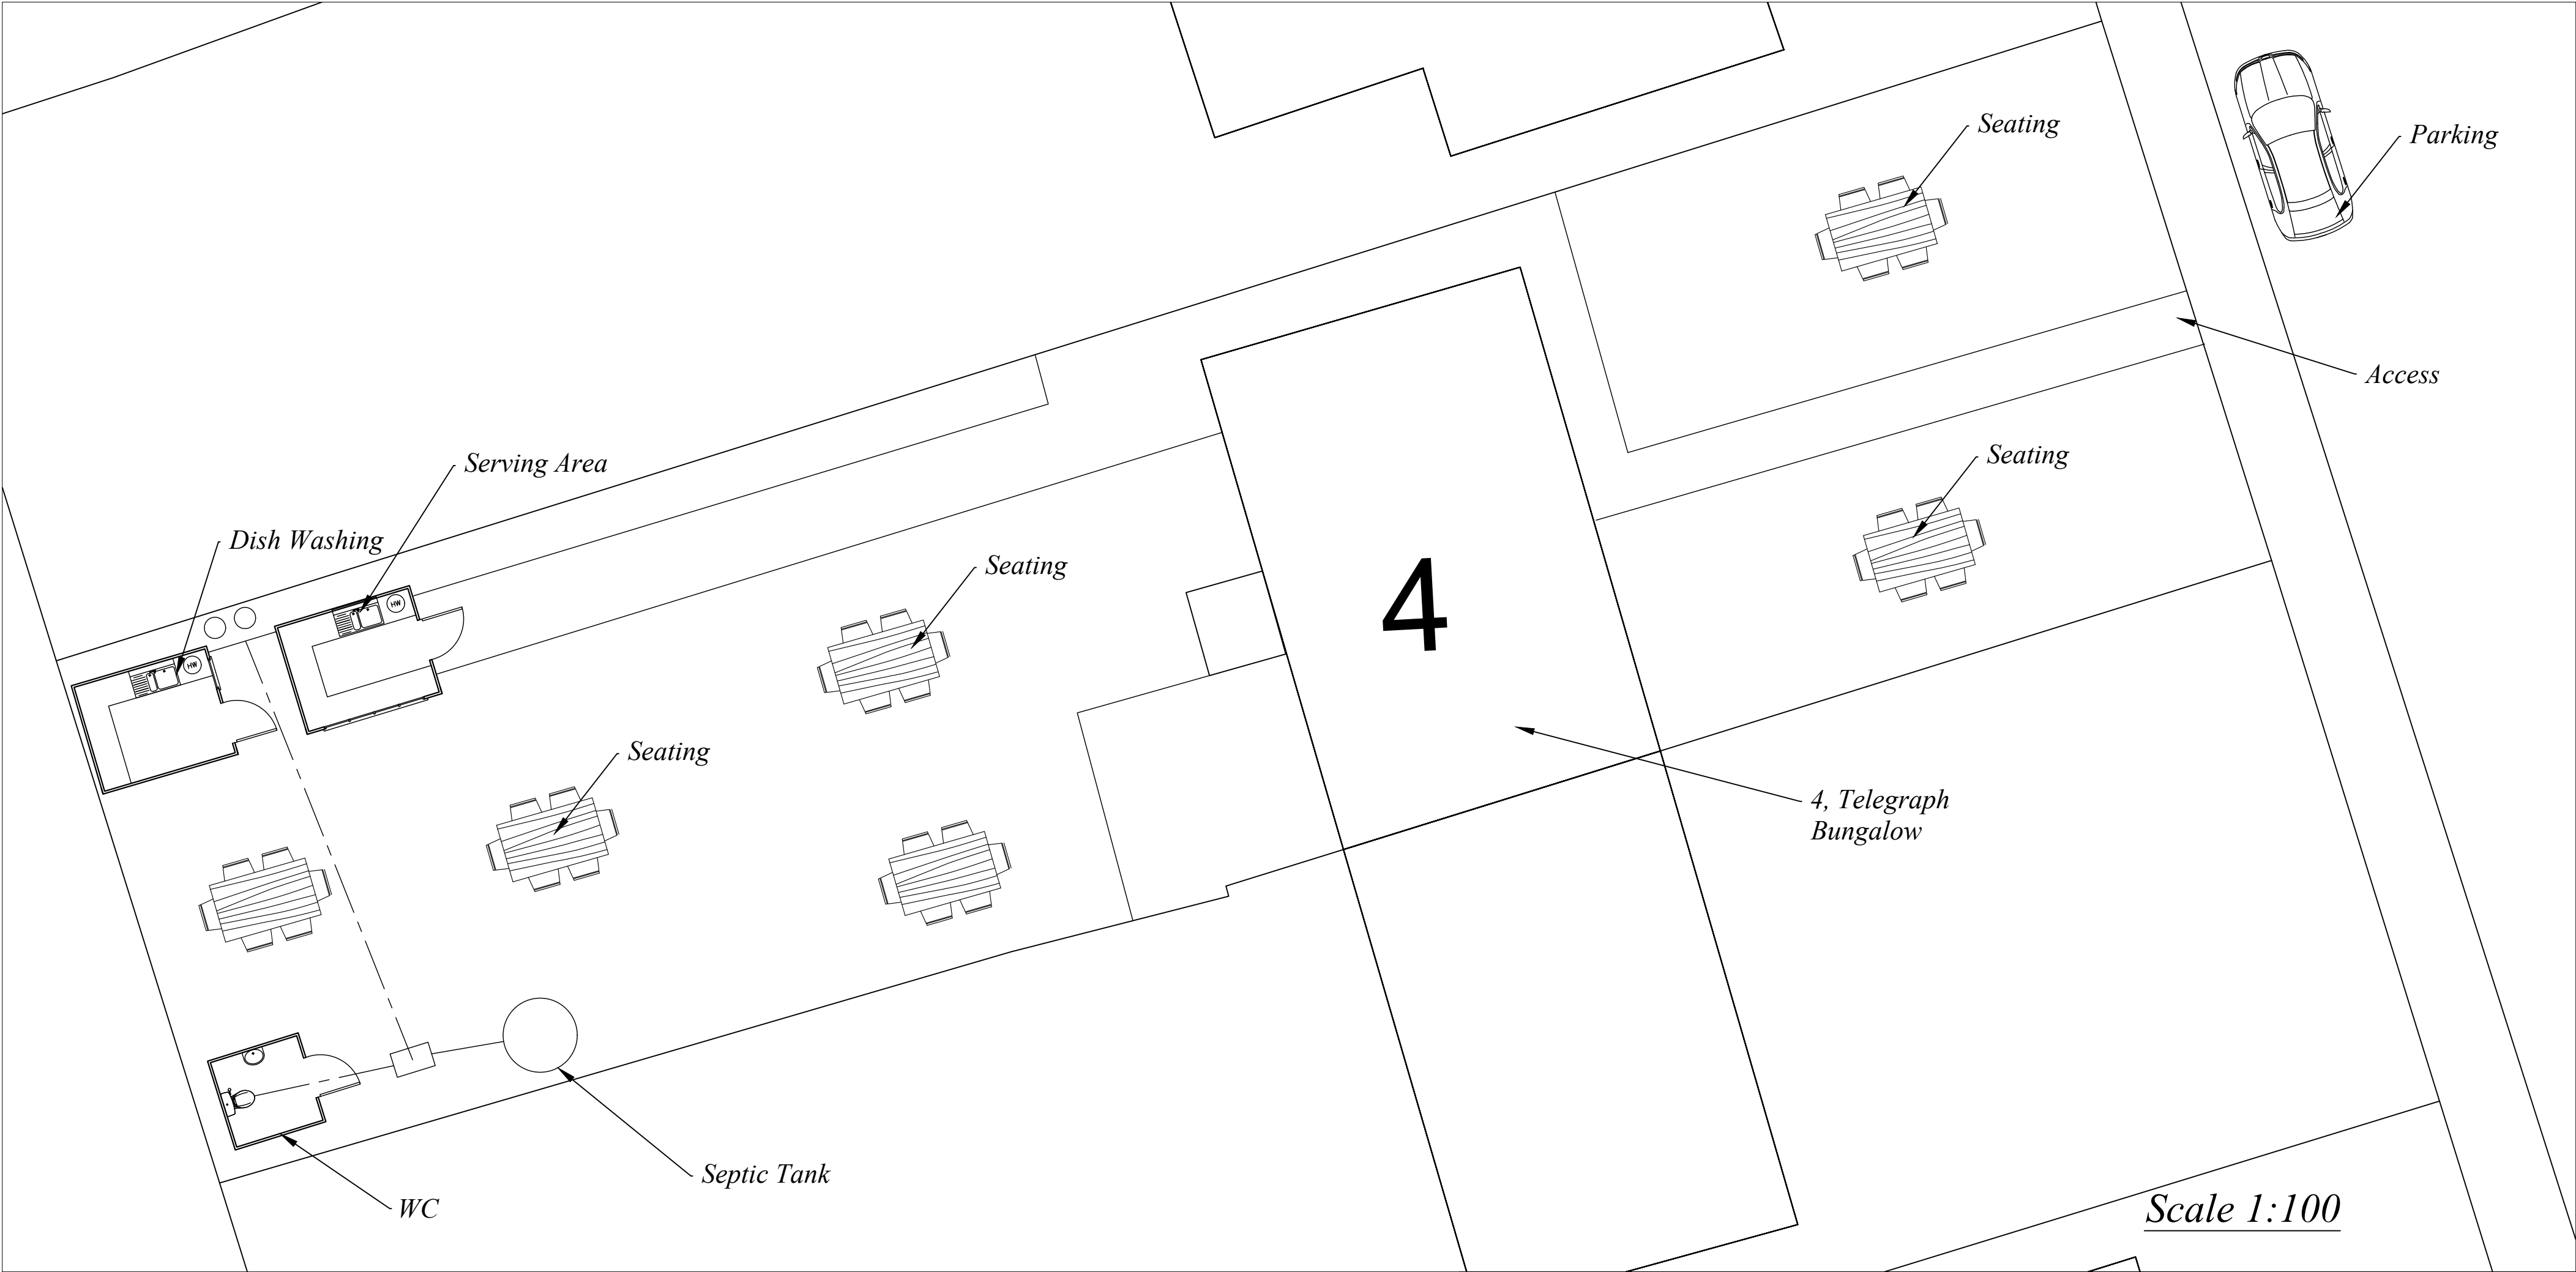 Seating
Parking
Access
Serving Area
Seating
Dish Washing
Seating
HW
4
HW
Seating
4, Telegraph
Bungalow
Septic Tank
WC
Scale 1:100